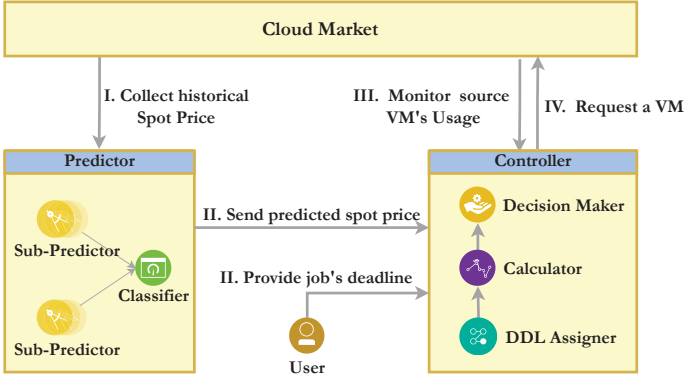 Cloud Market
I. Collect historical
Spot Price
III. Monitor source
VM's Usage
IV. Request a VM
Predictor
Controller
Sub-Predictor
Classifier
Sub-Predictor
II. Send predicted spot price
II. Provide job's deadline
User
Decision Maker
Calculator
DDL Assigner